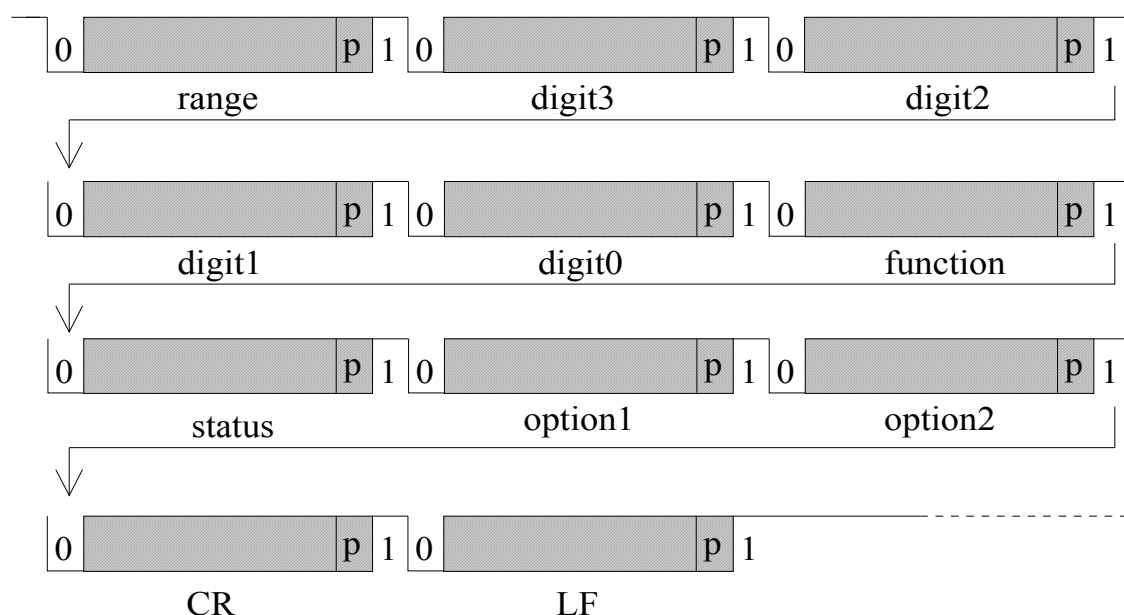 0 p 1 0 p 1 0 p 1
range digit3 digit2
0 p 1 0 p 1 0 p 1
digit1 digit0 function
0 p 1 0 p 1 0 p 1
status option1 option2
0 p 1 0 p 1
CR LF